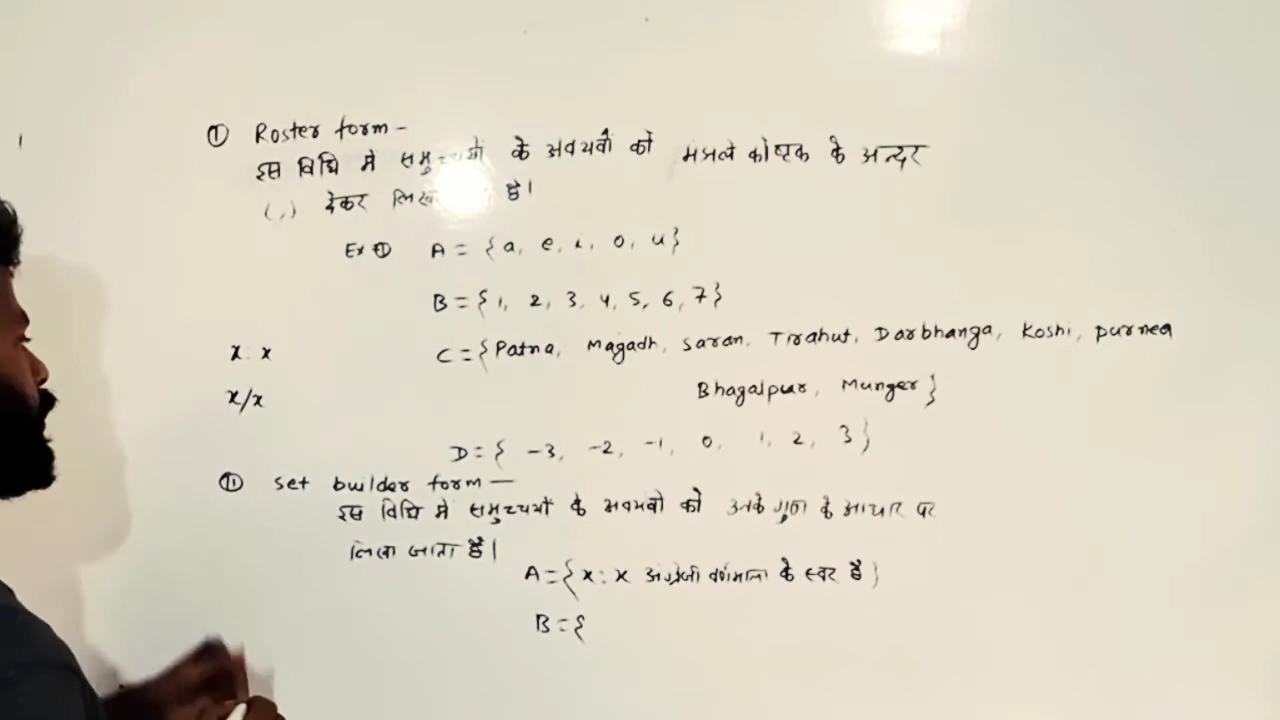 ① Roster form -
इस विधि मे समुच्चयों के अवयवों को मंझले कोष्टक के अन्दर
(,) देकर लिखा है।
Ex ① A = {a, e, i, o, u}
B = {1, 2, 3, 4, 5, 6, 7}
x : x
C = {Patna, Magadh, Saran, Tirahut, Darbhanga, Koshi, purnea
x/x
Bhagalpur, Munger}
D = { -3, -2, -1, 0, 1, 2, 3 }
② set builder form —
इस विधि मे समुच्चयों के अवयवो को उनके गुण के आधार पर
लिखा जाता है।
A = {x : x अंग्रेजी वर्णमाला के स्वर है}
B = {